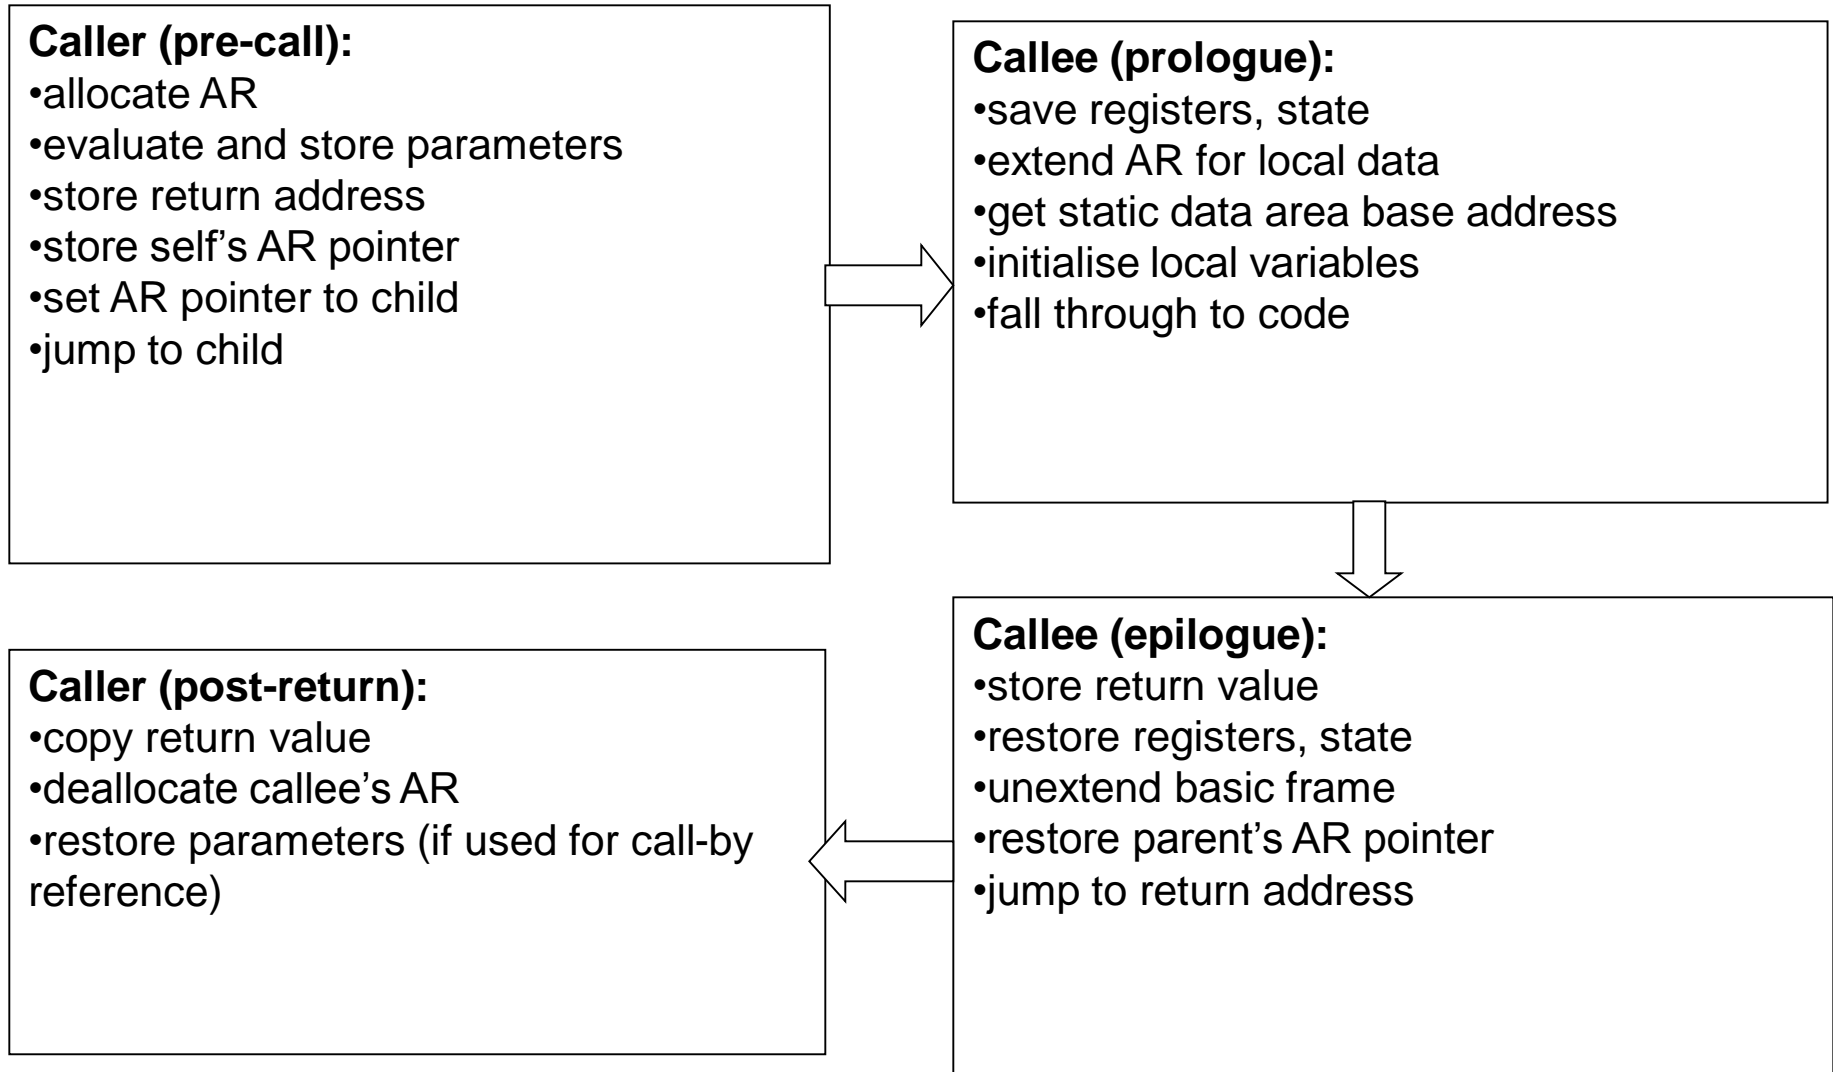 Caller (pre-call):
•allocate AR
•evaluate and store parameters
•store return address
•store self’s AR pointer
•set AR pointer to child
•jump to child
Callee (prologue):
•save registers, state
•extend AR for local data
•get static data area base address
•initialise local variables
•fall through to code
Callee (epilogue):
•store return value
•restore registers, state
•unextend basic frame
•restore parent’s AR pointer
•jump to return address
Caller (post-return):
•copy return value
•deallocate callee’s AR
•restore parameters (if used for call-by
reference)